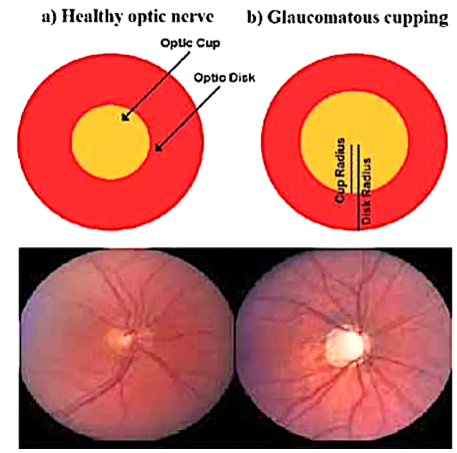 a) Healthy optic nerve
b) Glaucomatous cupping
Optic Cup
Optic Disk
Cup Radius
Disk Radius